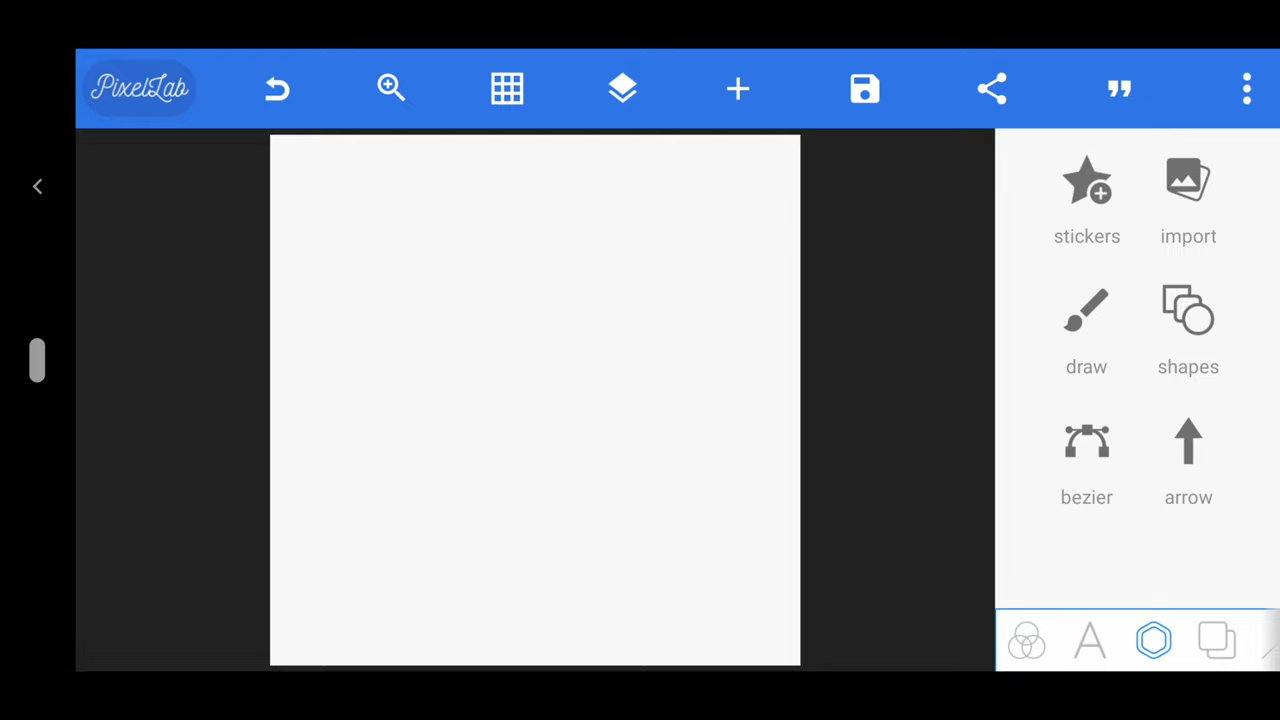 PixelLab
stickers
import
draw
shapes
bezier
arrow